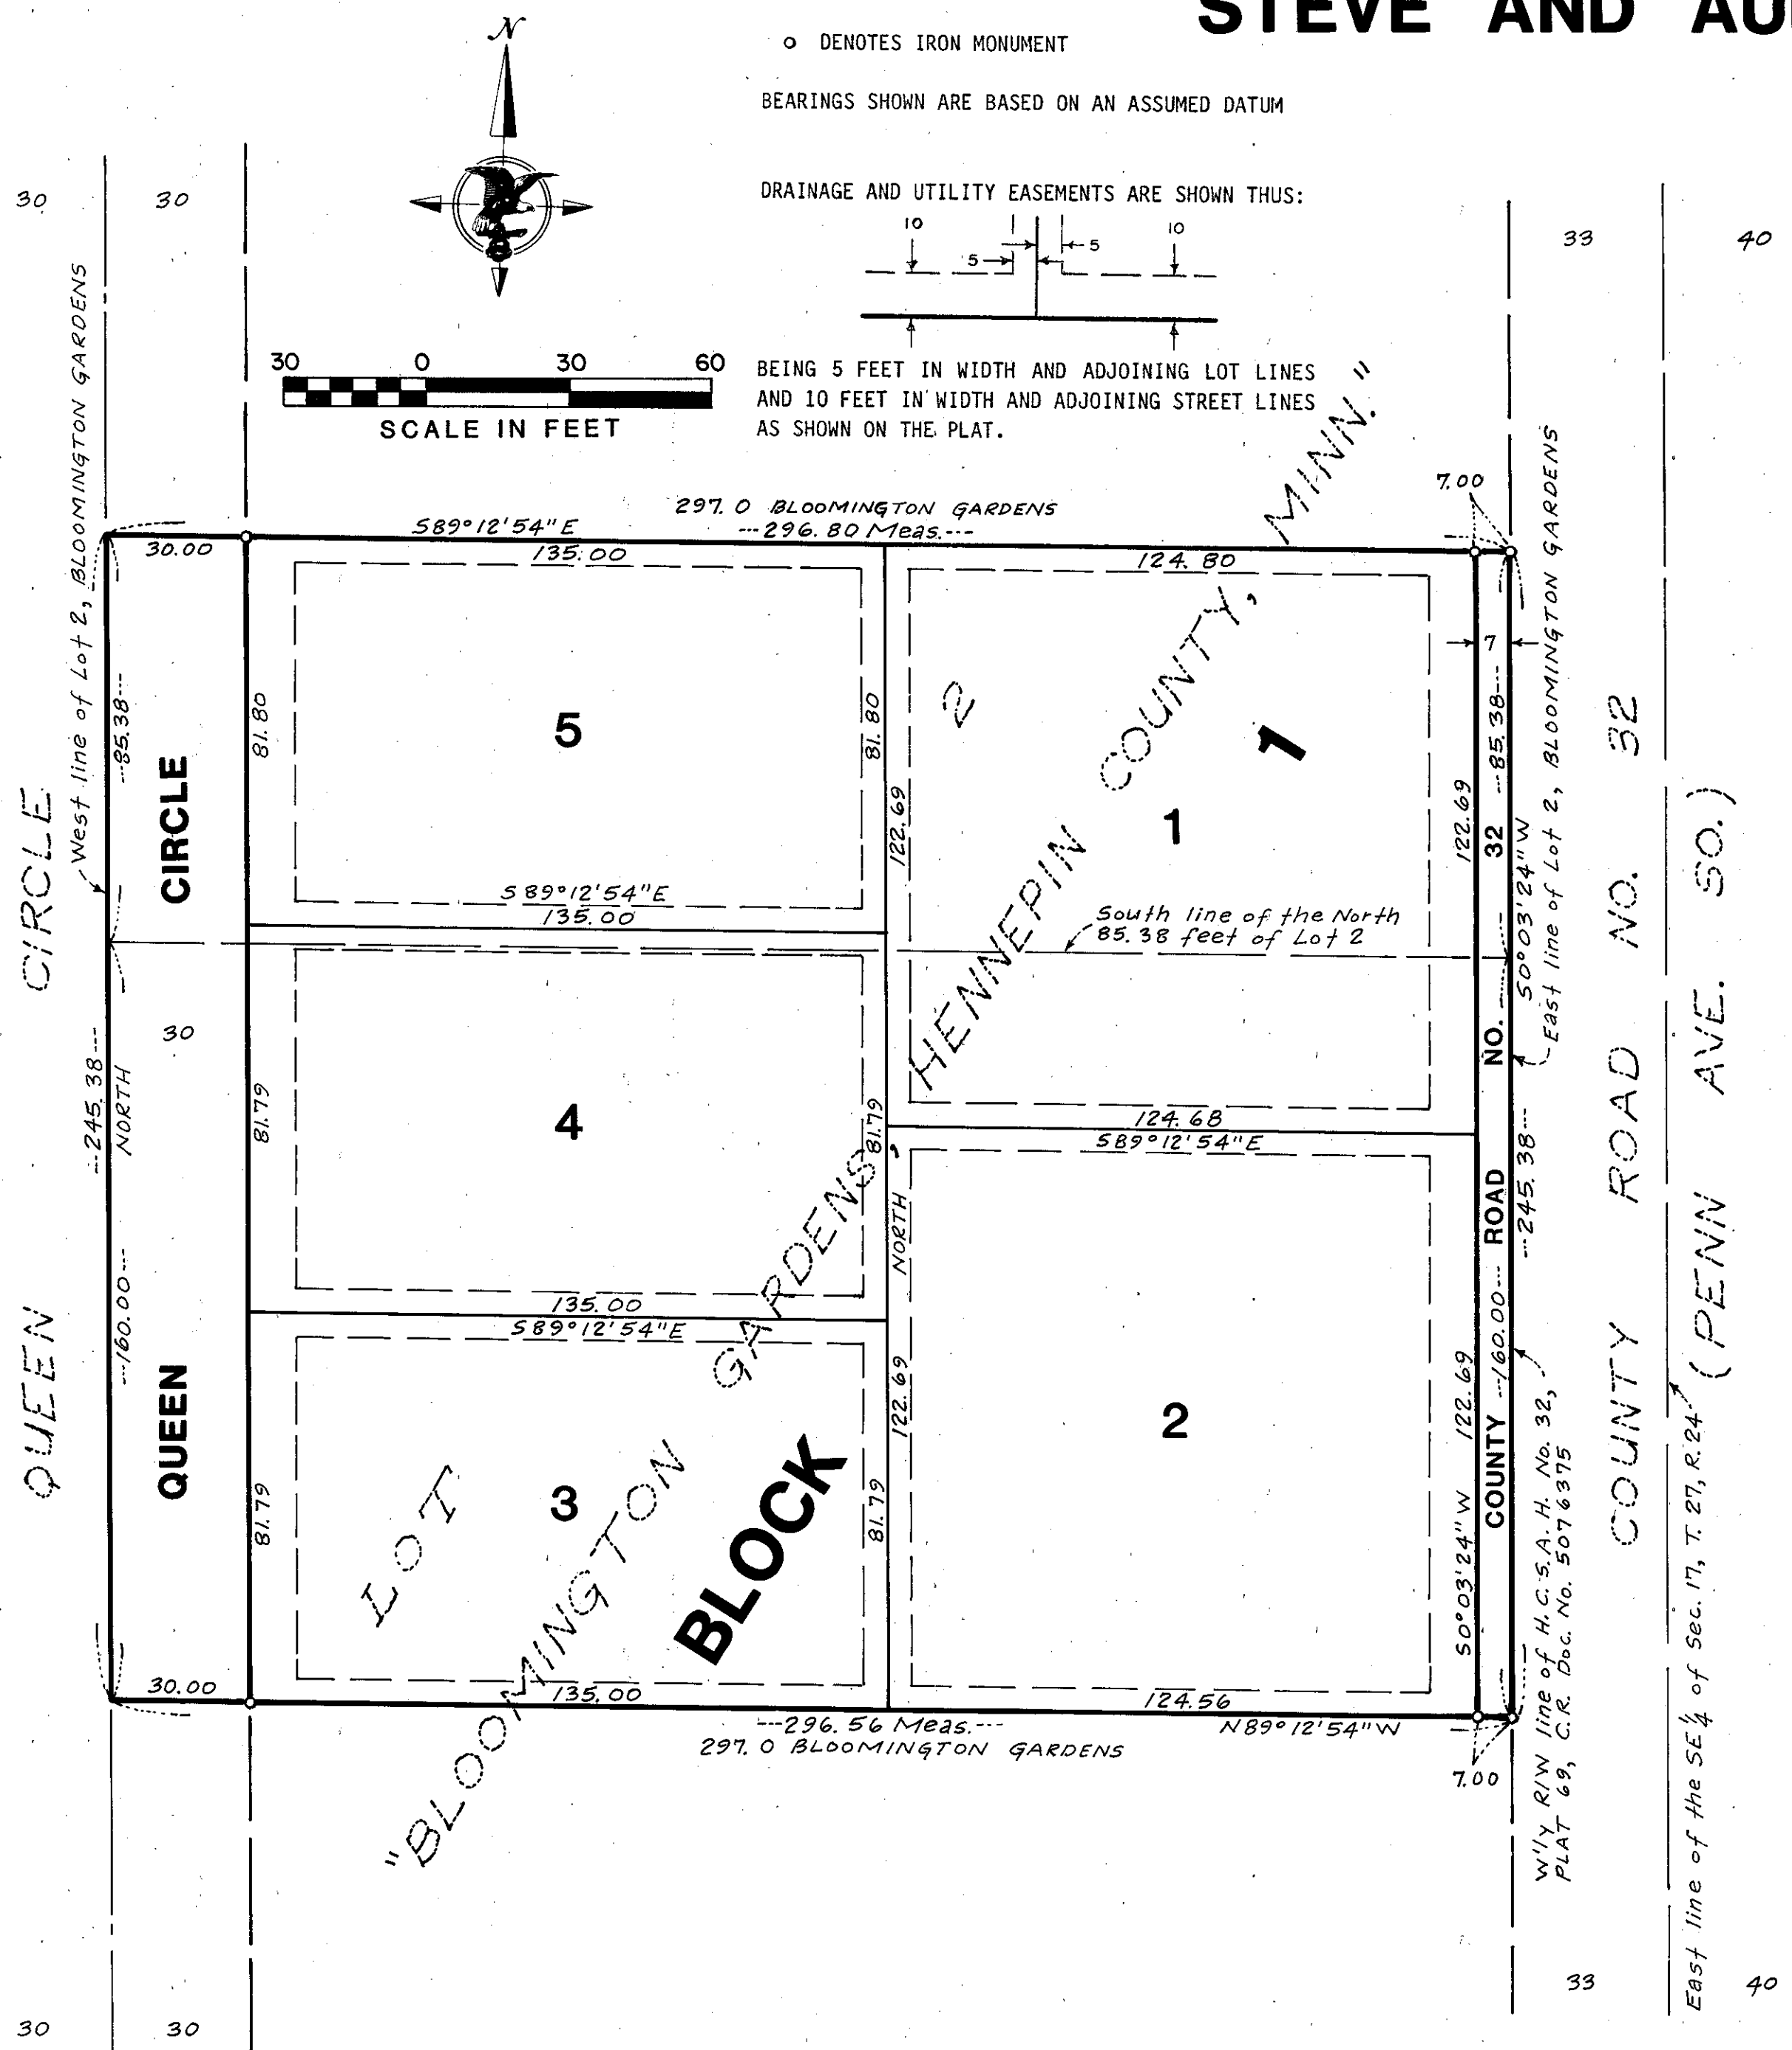 STEVE AND AU
N
o DENOTES IRON MONUMENT
BEARINGS SHOWN ARE BASED ON AN ASSUMED DATUM
DRAINAGE AND UTILITY EASEMENTS ARE SHOWN THUS:
10
5
5
10
BEING 5 FEET IN WIDTH AND ADJOINING LOT LINES
AND 10 FEET IN WIDTH AND ADJOINING STREET LINES
AS SHOWN ON THE PLAT.
30 0 30 60
SCALE IN FEET
30
30
33
40
West line of Lot 2, BLOOMINGTON GARDENS
297.0 BLOOMINGTON GARDENS
S89°12'54"E
---296.80 Meas.---
7.00
30.00
135.00
124.80
---85.38---
81.80
5
81.80
2
1
1
7
---85.38---
122.69
122.69
CIRCLE
CIRCLE
S89°12'54"E
135.00
South line of the North
85.38 feet of Lot 2
S0°03'24"W
East line of Lot 2, BLOOMINGTON GARDENS
30
---245.38---
NORTH
81.79
4
81.79
124.68
S89°12'54"E
NORTH
---245.38---
135.00
S89°12'54"E
---160.00---
QUEEN
QUEEN
81.79
3
81.79
122.69
2
122.69
S0°03'24"W
---160.00---
COUNTY ROAD NO. 32
COUNTY ROAD NO. 32
(PENN AVE. SO.)
LOT
BLOCK
"BLOOMINGTON GARDENS, HENNEPIN COUNTY, MINN."
W'ly R/W line of H.C.S.A.H. No. 32,
PLAT 69, C.R. Doc. No. 5076375
East line of the SE¼ of Sec. 17, T. 27, R. 24
30.00
135.00
124.56
---296.56 Meas.---
N89°12'54"W
297.0 BLOOMINGTON GARDENS
7.00
30
30
33
40